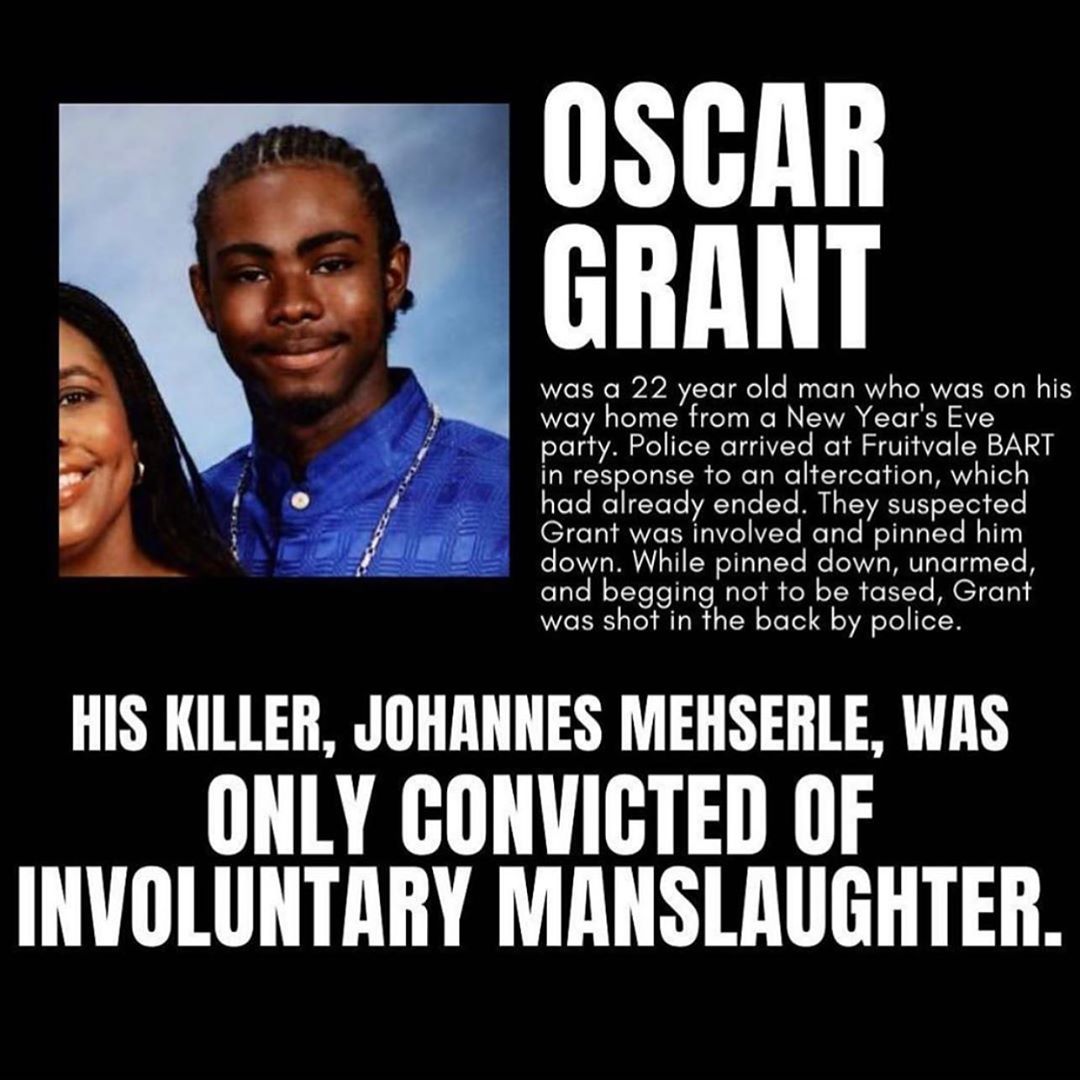 OSCAR
GRANT
was a 22 year old man who was on his
way home from a New Year's Eve
party. Police arrived at Fruitvale BART
in response to an altercation, which
had already ended. They suspected
Grant was involved and pinned him
down. While pinned down, unarmed,
and begging not to be tased, Grant
was shot in the back by police.
HIS KILLER, JOHANNES MEHSERLE, WAS
ONLY CONVICTED OF
INVOLUNTARY MANSLAUGHTER.